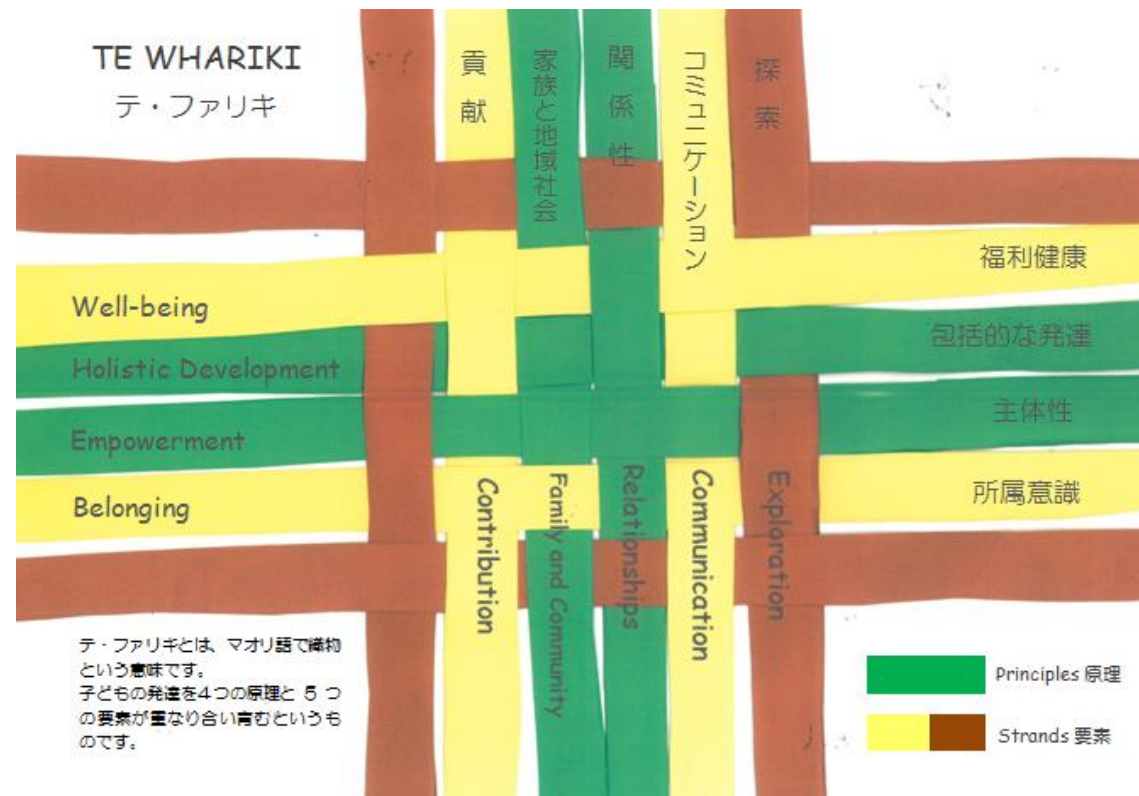 TE WHARIKI
テ・ファリキ
貢献
家族と地域社会
関係性
コミュニケーション
探索
Well-being
福利健康
Holistic Development
包括的な発達
Empowerment
主体性
Belonging
所属意識
Contribution
Family and Community
Relationships
Communication
Exploration
テ・ファリキとは、マオリ語で織物
という意味です。
子どもの発達を4つの原理と 5 つ
の要素が重なり合い育むというも
のです。
Principles 原理
Strands 要素